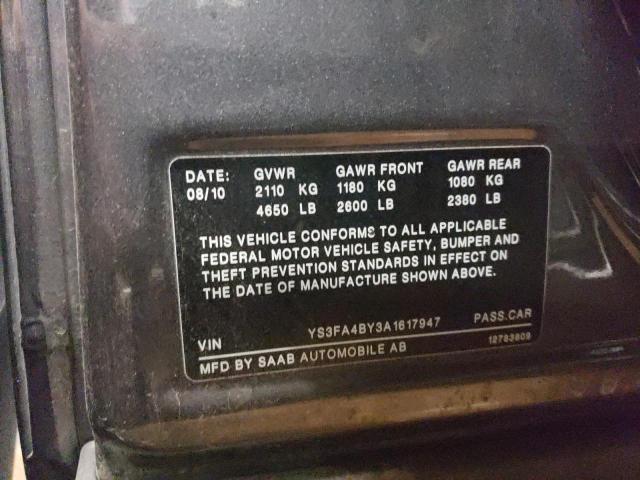 DATE: GVWR GAWR FRONT GAWR REAR
08/10 2110 KG 1180 KG 1080 KG
4650 LB 2600 LB 2380 LB
THIS VEHICLE CONFORMS TO ALL APPLICABLE
FEDERAL MOTOR VEHICLE SAFETY, BUMPER AND
THEFT PREVENTION STANDARDS IN EFFECT ON
THE DATE OF MANUFACTURE SHOWN ABOVE.
VIN YS3FA4BY3A1617947 PASS.CAR
MFD BY SAAB AUTOMOBILE AB 12783609